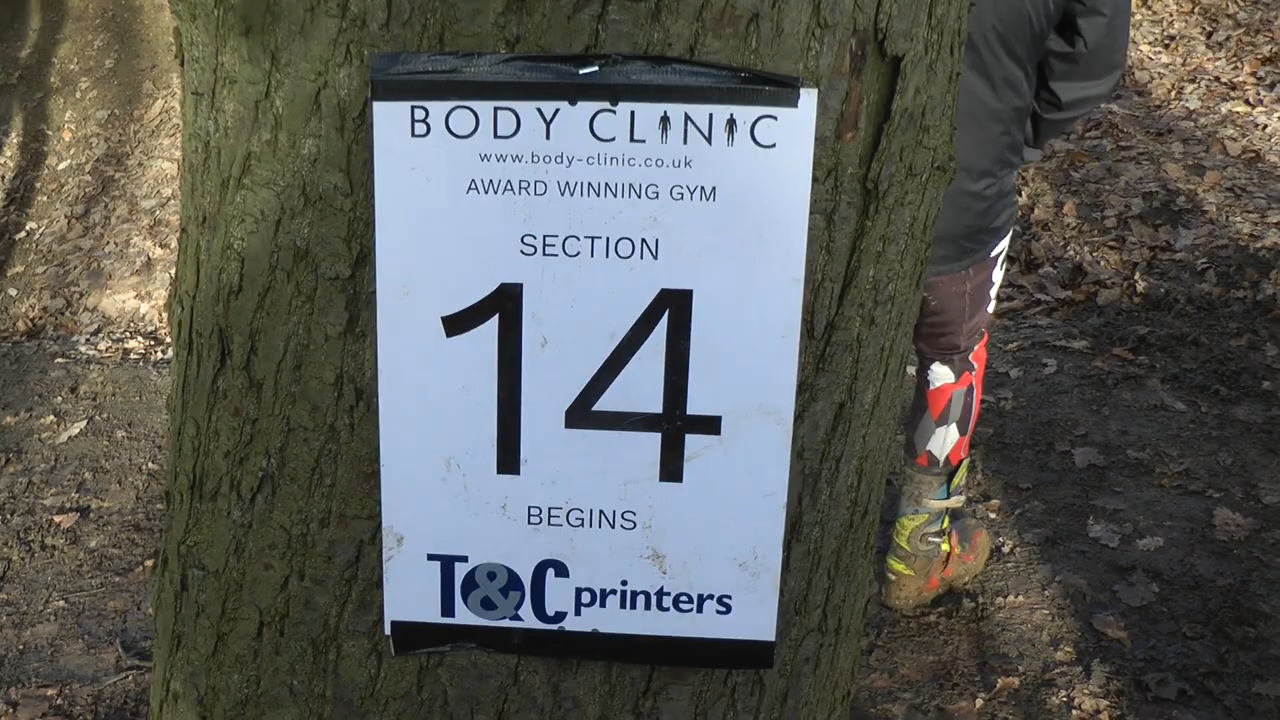 BODY CLINIC
www.body-clinic.co.uk
AWARD WINNING GYM
SECTION
14
BEGINS
T&C printers